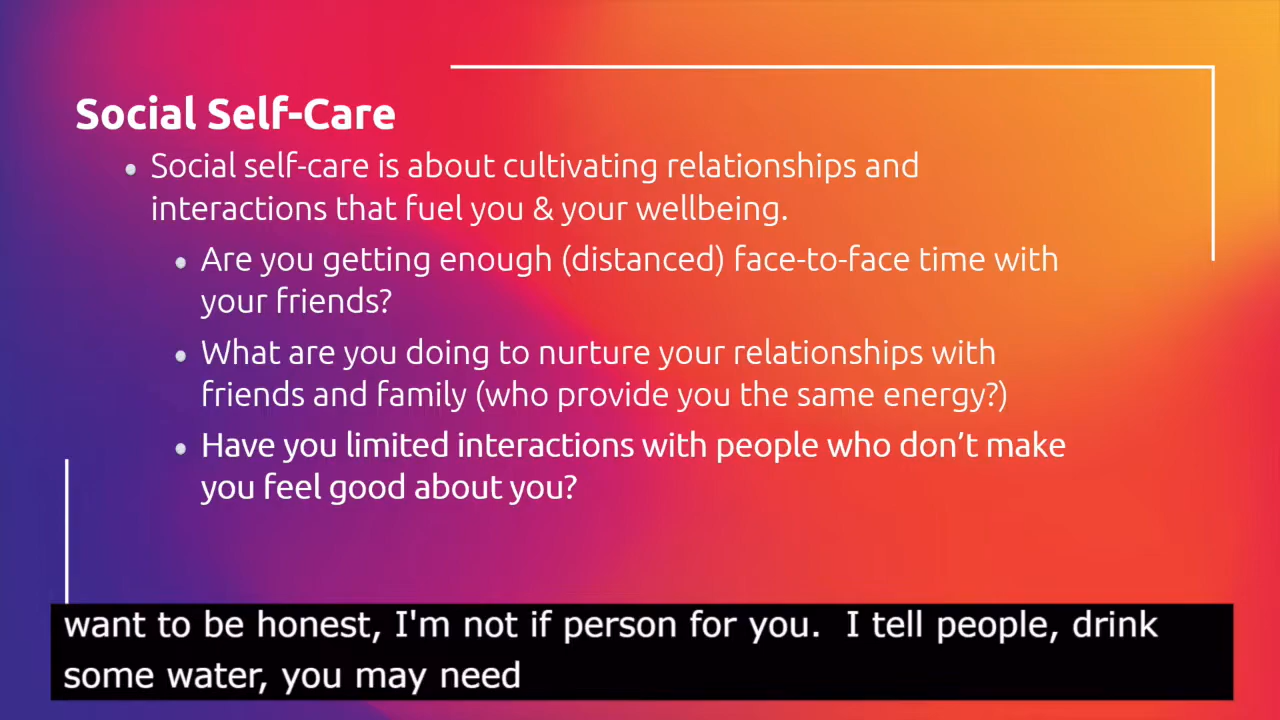 Social Self-Care
• Social self-care is about cultivating relationships and
interactions that fuel you & your wellbeing.
• Are you getting enough (distanced) face-to-face time with
your friends?
• What are you doing to nurture your relationships with
friends and family (who provide you the same energy?)
• Have you limited interactions with people who don’t make
you feel good about you?
want to be honest, I'm not if person for you.  I tell people, drink
some water, you may need